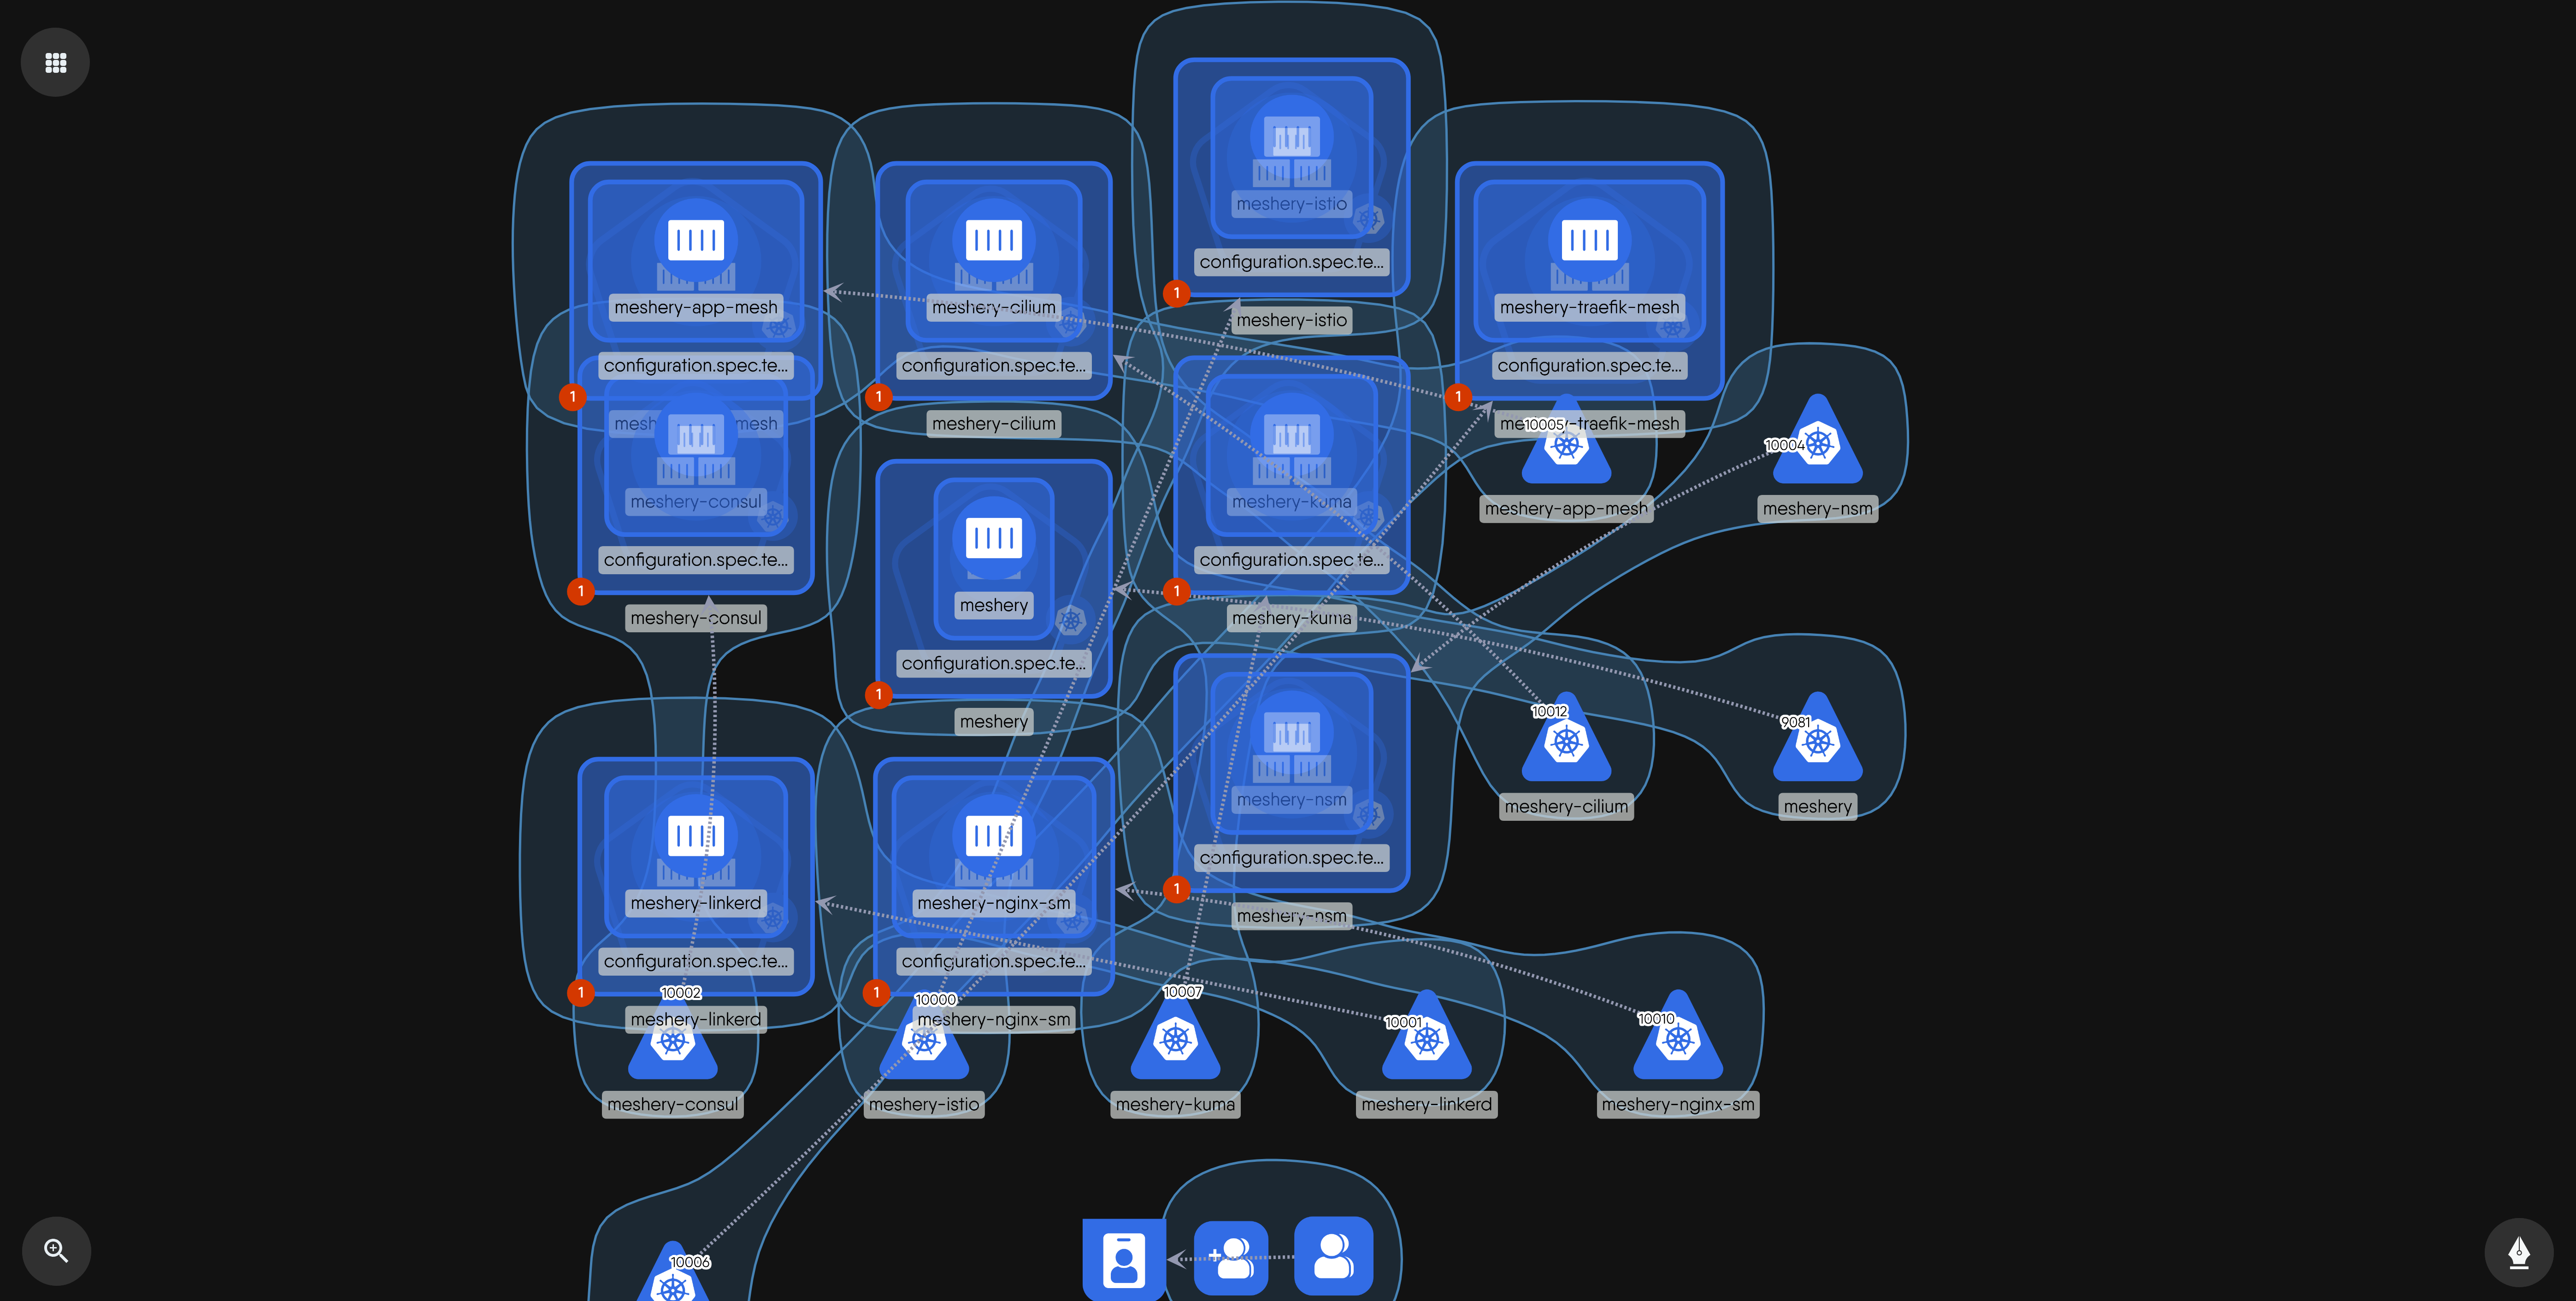 meshery-istio
configuration.spec.te...
1
meshery-istio
meshery-app-mesh
configuration.spec.te...
1
mesh
mesh
meshery-cilium
configuration.spec.te...
1
meshery-cilium
meshery-traefik-mesh
configuration.spec.te...
1
me
-traefik-mesh
10005
meshery-app-mesh
10004
meshery-nsm
meshery-consul
configuration.spec.te...
1
meshery-consul
meshery
configuration.spec.te...
1
meshery
meshery-kuma
configuration.spec.te...
1
meshery-kuma
10012
meshery-cilium
9081
meshery
meshery-nsm
configuration.spec.te...
1
meshery-nsm
meshery-linkerd
configuration.spec.te...
1
meshery-linkerd
meshery-nginx-sm
configuration.spec.te...
1
meshery-nginx-sm
10002
meshery-consul
10000
meshery-istio
10007
meshery-kuma
10001
meshery-linkerd
10010
meshery-nginx-sm
10006